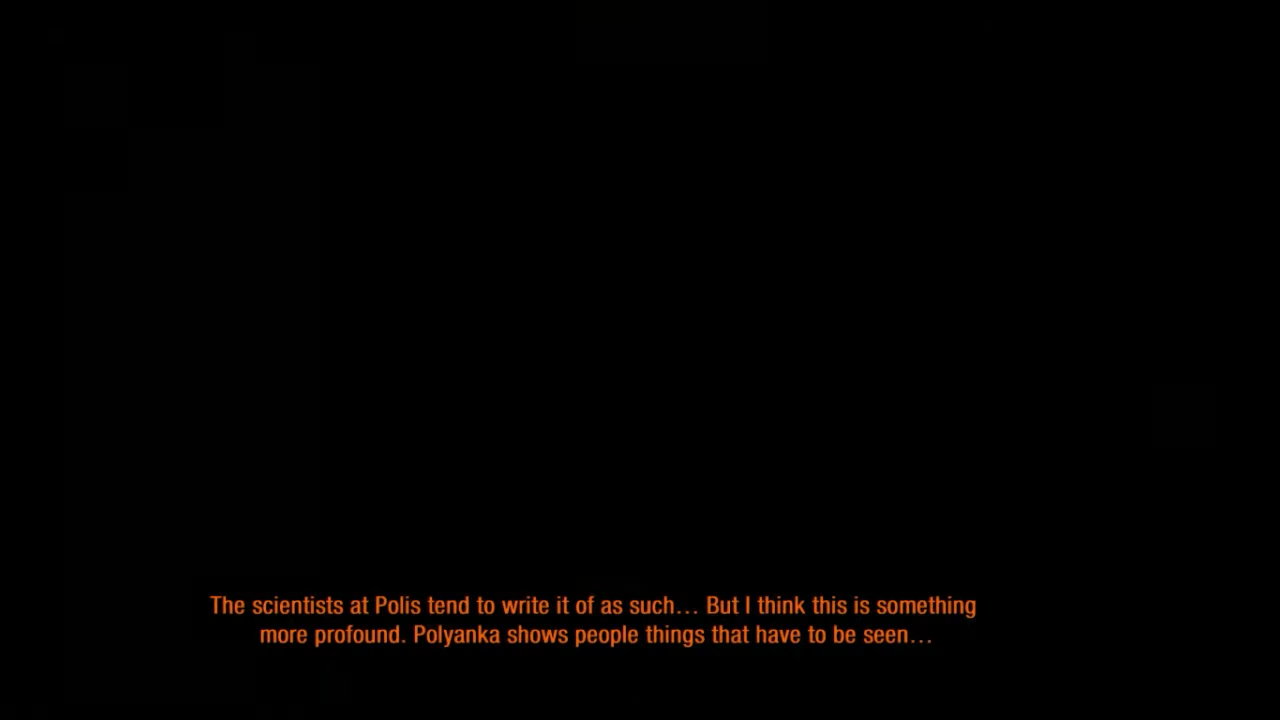 The scientists at Polis tend to write it of as such... But I think this is something
more profound. Polyanka shows people things that have to be seen...